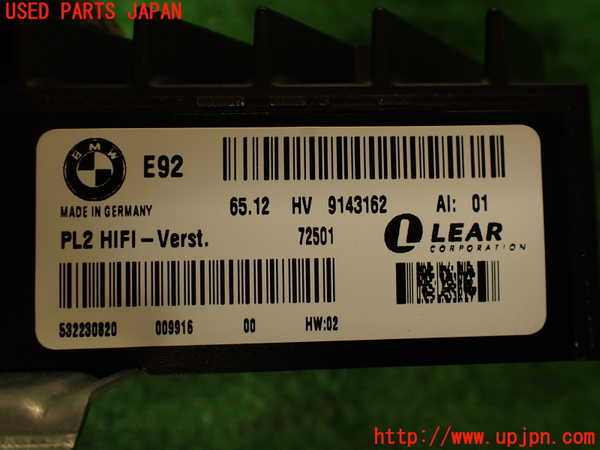 USED PARTS JAPAN
BMW
E92
MADE IN GERMANY
65.12 HV 9143162 AI: 01
PL2 HIFI-Verst.
72501
LEAR
CORPORATION
532230820 009916 00 HW:02
http://www.upjpn.com/